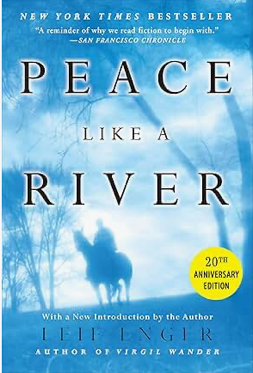 NEW YORK TIMES BESTSELLER
"A reminder of why we read fiction to begin with."
—SAN FRANCISCO CHRONICLE
PEACE
LIKE A
RIVER
20TH
ANNIVERSARY
EDITION
With a New Introduction by the Author
LEIF ENGER
AUTHOR OF VIRGIL WANDER